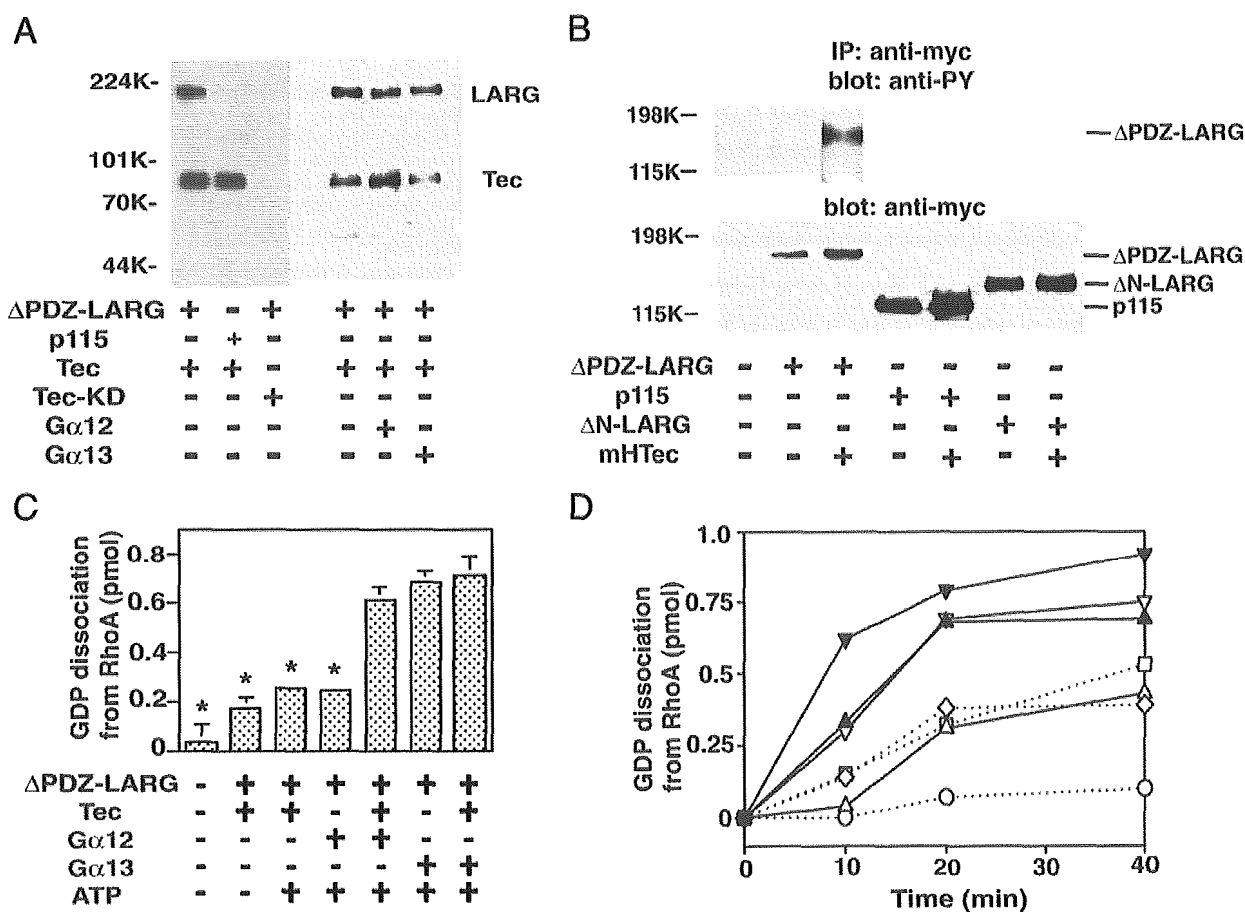 A
224K-
101K-
70K-
44K-
LARG
Tec
ΔPDZ-LARG + - + + + +
p115 - + - - - -
Tec + + - + + +
Tec-KD - - + - - -
Gα12 - - - - + -
Gα13 - - - - - +
B
IP: anti-myc
blot: anti-PY
198K–
115K–
ΔPDZ-LARG
blot: anti-myc
198K–
115K–
ΔPDZ-LARG
ΔN-LARG
p115
ΔPDZ-LARG - + + - - - -
p115 - - - + + - -
ΔN-LARG - - - - - + +
mHTec - - + - + - +
C
GDP dissociation
from RhoA (pmol)
0.8
0.6
0.4
0.2
0
* * * *
ΔPDZ-LARG - + + + + + +
Tec - + + - + - +
Gα12 - - - + + - -
Gα13 - - - - - + +
ATP - - + + + + +
D
GDP dissociation
from RhoA (pmol)
1.0
0.75
0.5
0.25
0
0 10 20 30 40
Time (min)